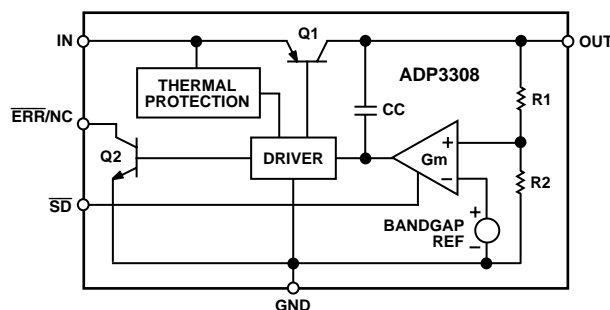 Q1
IN
OUT
THERMAL
PROTECTION
ADP3308
R1
CC
ERR/NC
Q2
DRIVER
+
Gm
−
R2
SD
BANDGAP
REF
+
−
GND